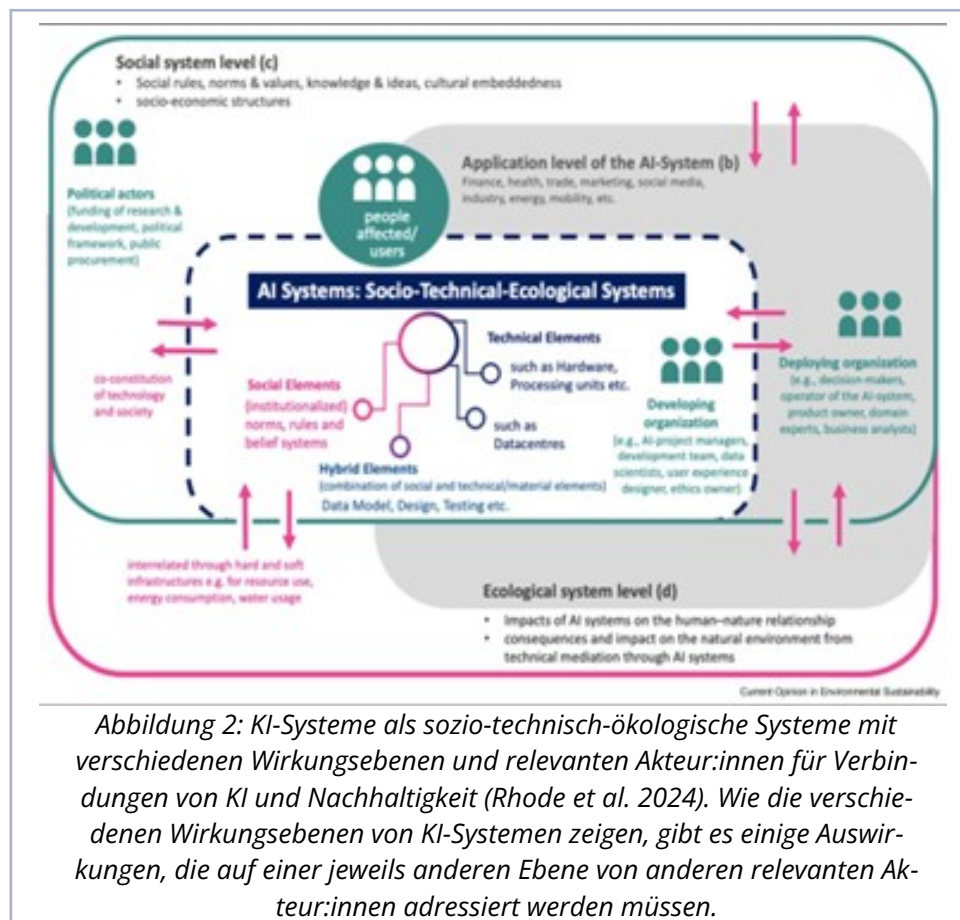 Social system level (c)
• Social rules, norms & values, knowledge & ideas, cultural embeddedness
• socio-economic structures
Political actors
(funding of research &
development, political
framework, public
procurement)
people
affected/
users
Application level of the AI-System (b)
Finance, health, trade, marketing, social media,
industry, energy, mobility, etc.
AI Systems: Socio-Technical-Ecological Systems
Technical Elements
such as Hardware,
Processing units etc.
such as
Datacentres
Social Elements
(institutionalized)
norms, rules and
belief systems
Hybrid Elements
(combination of social and technical/material elements)
Data Model, Design, Testing etc.
Developing
organization
(e.g., AI-project managers,
development team, data
scientists, user experience
designer, ethics owner)
Deploying organization
(e.g., decision-makers,
operator of the AI-system,
product owner, domain
experts, business analysts)
co-constitution
of technology
and society
interrelated through hard and soft
infrastructures e.g. for resource use,
energy consumption, water usage
Ecological system level (d)
• Impacts of AI systems on the human–nature relationship
• consequences and impact on the natural environment from
technical mediation through AI systems
Current Opinion in Environmental Sustainability
Abbildung 2: KI-Systeme als sozio-technisch-ökologische Systeme mit
verschiedenen Wirkungsebenen und relevanten Akteur:innen für Verbin-
dungen von KI und Nachhaltigkeit (Rhode et al. 2024). Wie die verschie-
denen Wirkungsebenen von KI-Systemen zeigen, gibt es einige Auswir-
kungen, die auf einer jeweils anderen Ebene von anderen relevanten Ak-
teur:innen adressiert werden müssen.